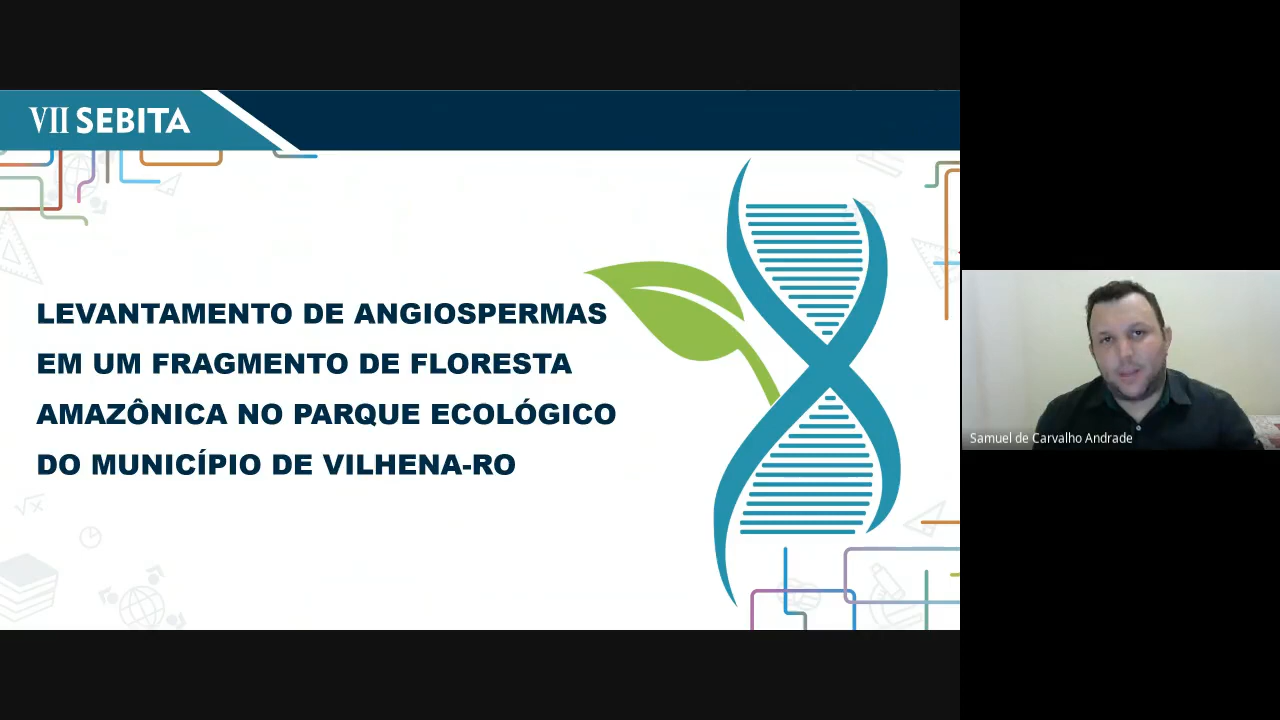 VII SEBITA
LEVANTAMENTO DE ANGIOSPERMAS
EM UM FRAGMENTO DE FLORESTA
AMAZÔNICA NO PARQUE ECOLÓGICO
DO MUNICÍPIO DE VILHENA-RO
Samuel de Carvalho Andrade